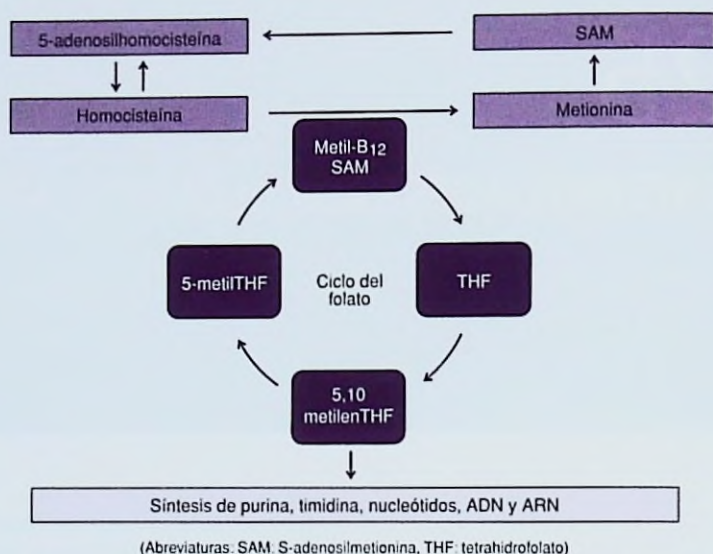 5-adenosilhomocisteína
SAM
Homocisteína
Metionina
Metil-B12
SAM
5-metilTHF
Ciclo del
folato
THF
5,10
metilenTHF
Síntesis de purina, timidina, nucleótidos, ADN y ARN
(Abreviaturas: SAM: S-adenosilmetionina, THF: tetrahidrofolato)